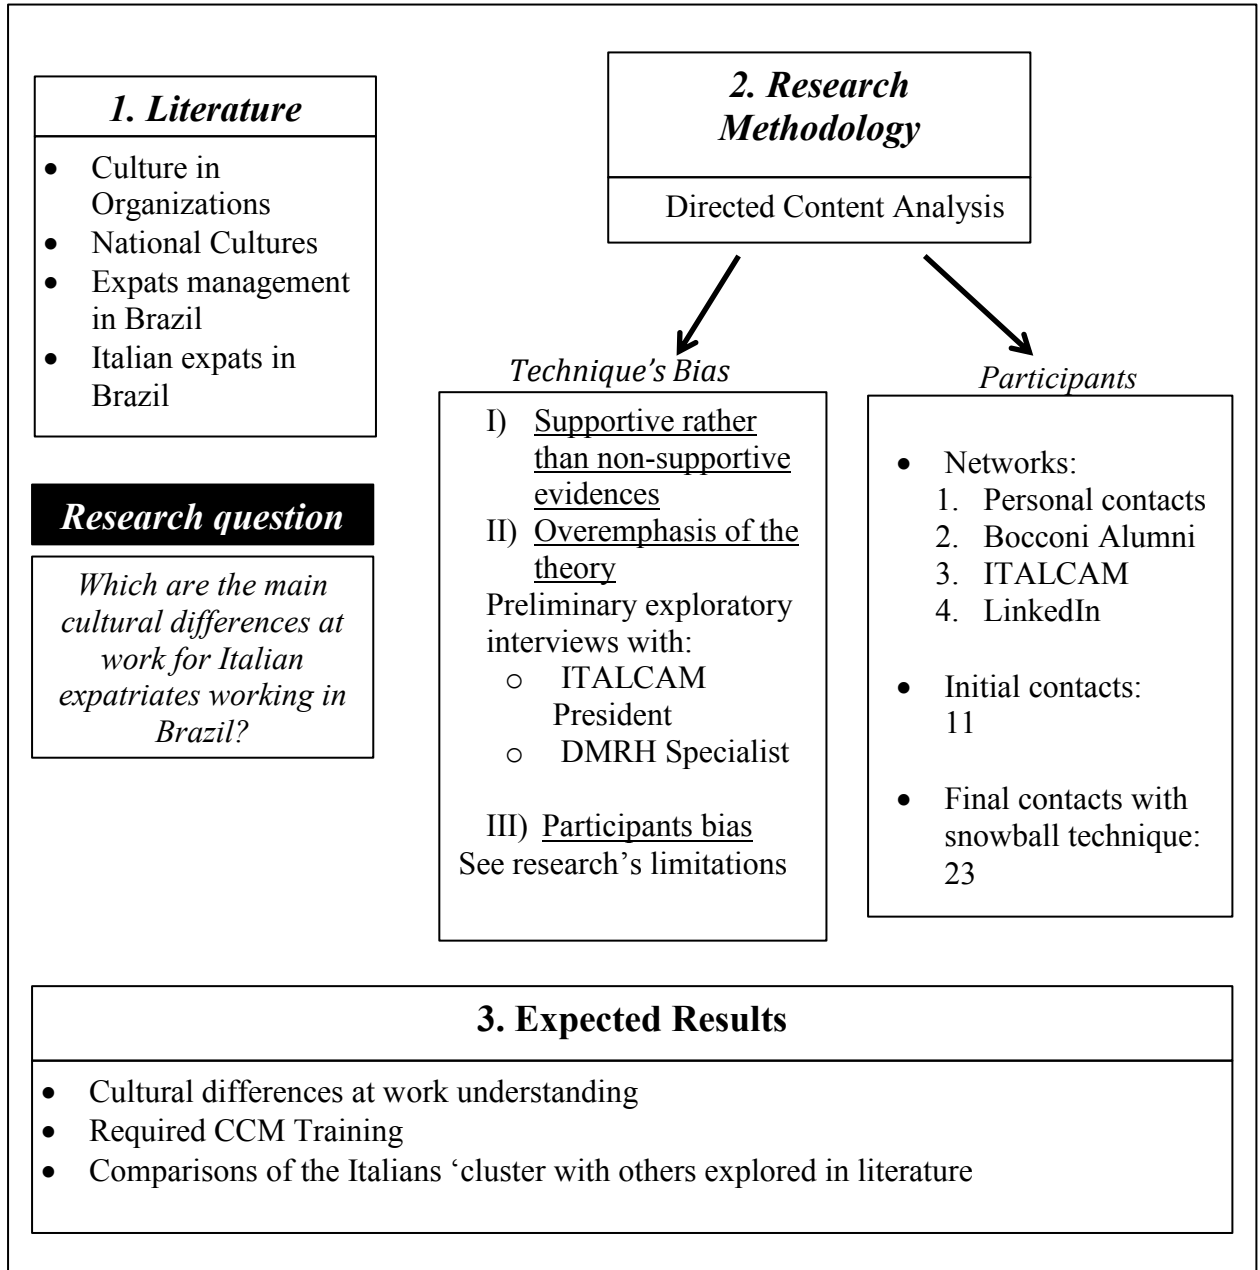 1. Literature
• Culture in
Organizations
• National Cultures
• Expats management
in Brazil
• Italian expats in
Brazil
Research question
Which are the main
cultural differences at
work for Italian
expatriates working in
Brazil?
2. Research
Methodology
Directed Content Analysis
Technique’s Bias
I) Supportive rather
than non-supportive
evidences
II) Overemphasis of the
theory
Preliminary exploratory
interviews with:
o ITALCAM
President
o DMRH Specialist
III) Participants bias
See research’s limitations
Participants
• Networks:
1. Personal contacts
2. Bocconi Alumni
3. ITALCAM
4. LinkedIn
• Initial contacts:
11
• Final contacts with
snowball technique:
23
3. Expected Results
• Cultural differences at work understanding
• Required CCM Training
• Comparisons of the Italians ‘cluster with others explored in literature